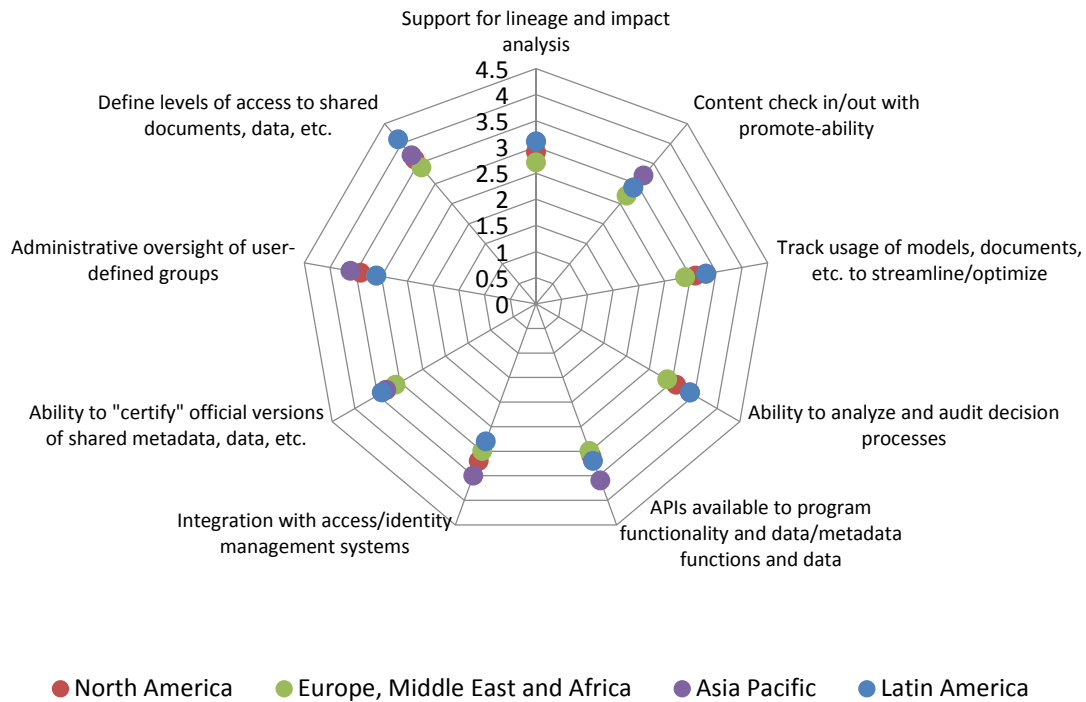 Support for lineage and impact
analysis
Content check in/out with
promote-ability
Track usage of models, documents,
etc. to streamline/optimize
Ability to analyze and audit decision
processes
APIs available to program
functionality and data/metadata
functions and data
Integration with access/identity
management systems
Ability to "certify" official versions
of shared metadata, data, etc.
Administrative oversight of user-
defined groups
Define levels of access to shared
documents, data, etc.
4.5
4
3.5
3
2.5
2
1.5
1
0.5
0
North America Europe, Middle East and Africa Asia Pacific Latin America